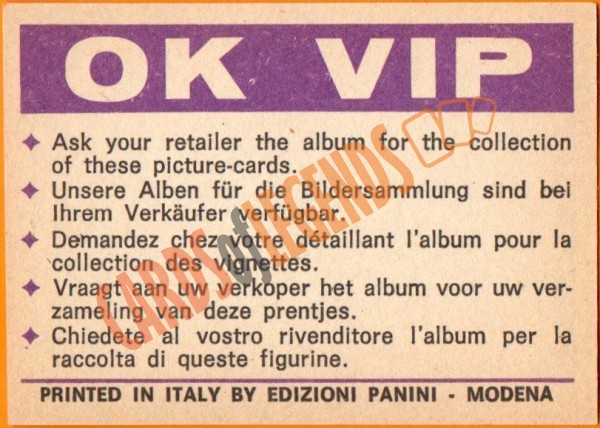 OK VIP
Ask your retailer the album for the collection
of these picture-cards.
Unsere Alben für die Bildersammlung sind bei
Ihrem Verkäufer verfügbar.
Demandez chez votre détaillant l'album pour la
collection des vignettes.
Vraagt aan uw verkoper het album voor uw ver-
zameling van deze prentjes.
Chiedete al vostro rivenditore l'album per la
raccolta di queste figurine.
PRINTED IN ITALY BY EDIZIONI PANINI - MODENA
CARDS of LEGENDS